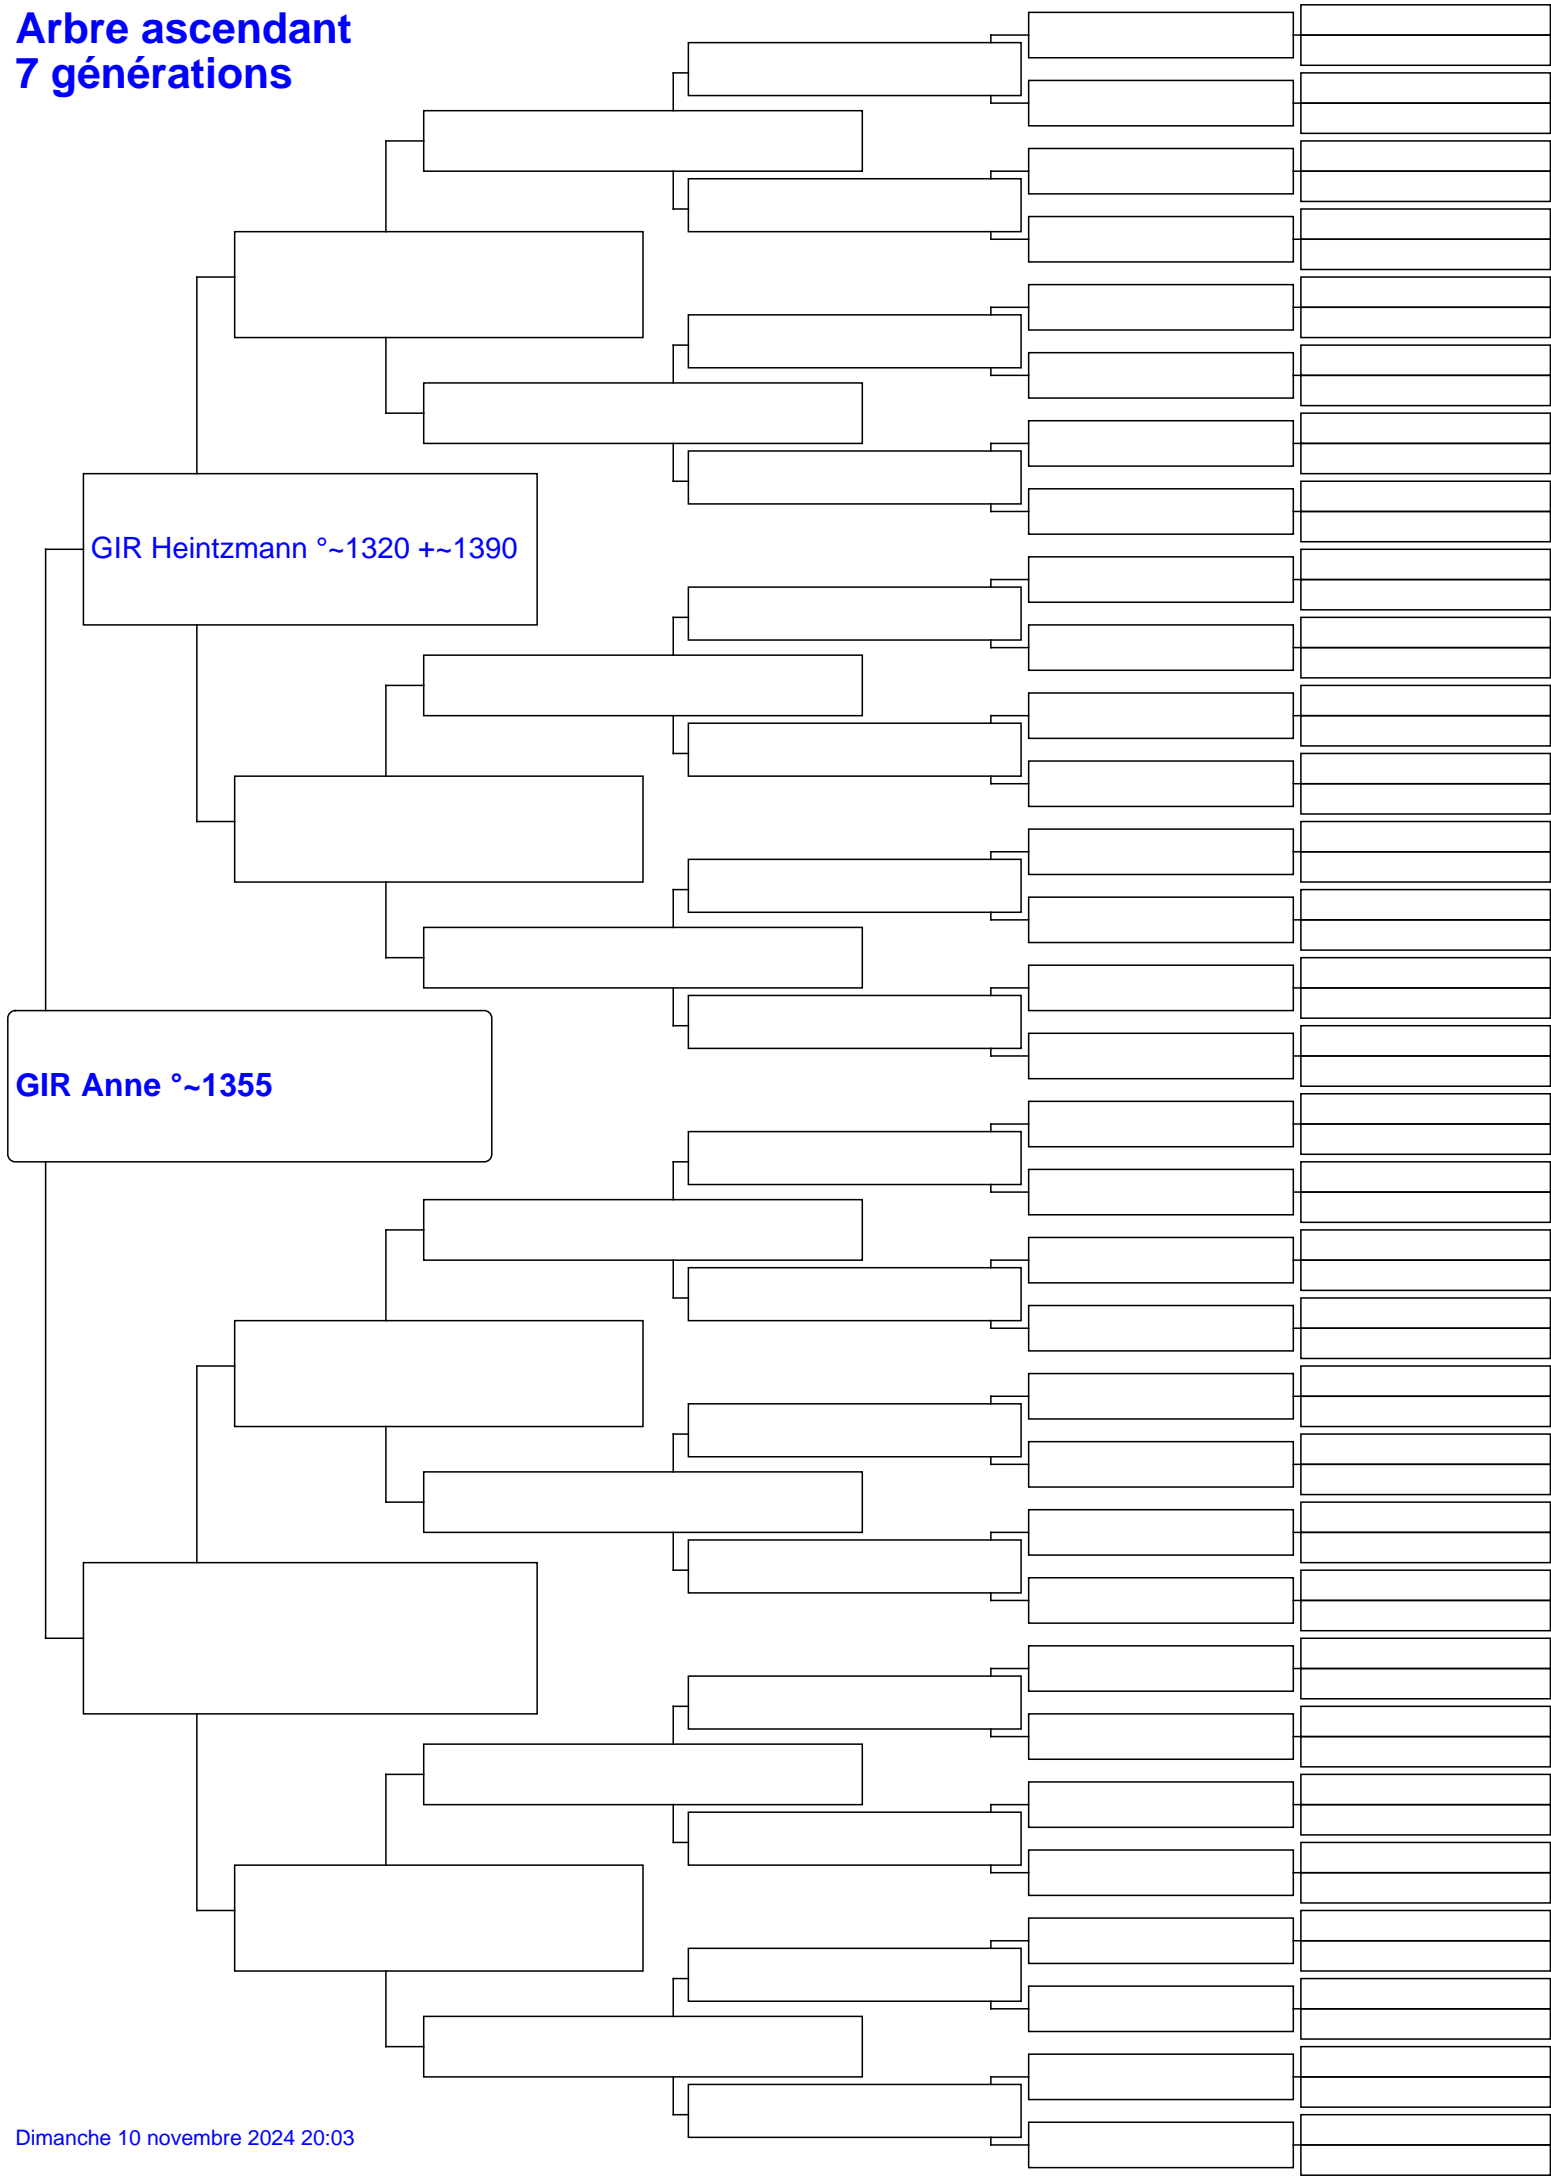 Arbre ascendant
7 générations
GIR Heintzmann °~1320 +~1390
GIR Anne °~1355
Dimanche 10 novembre 2024 20:03